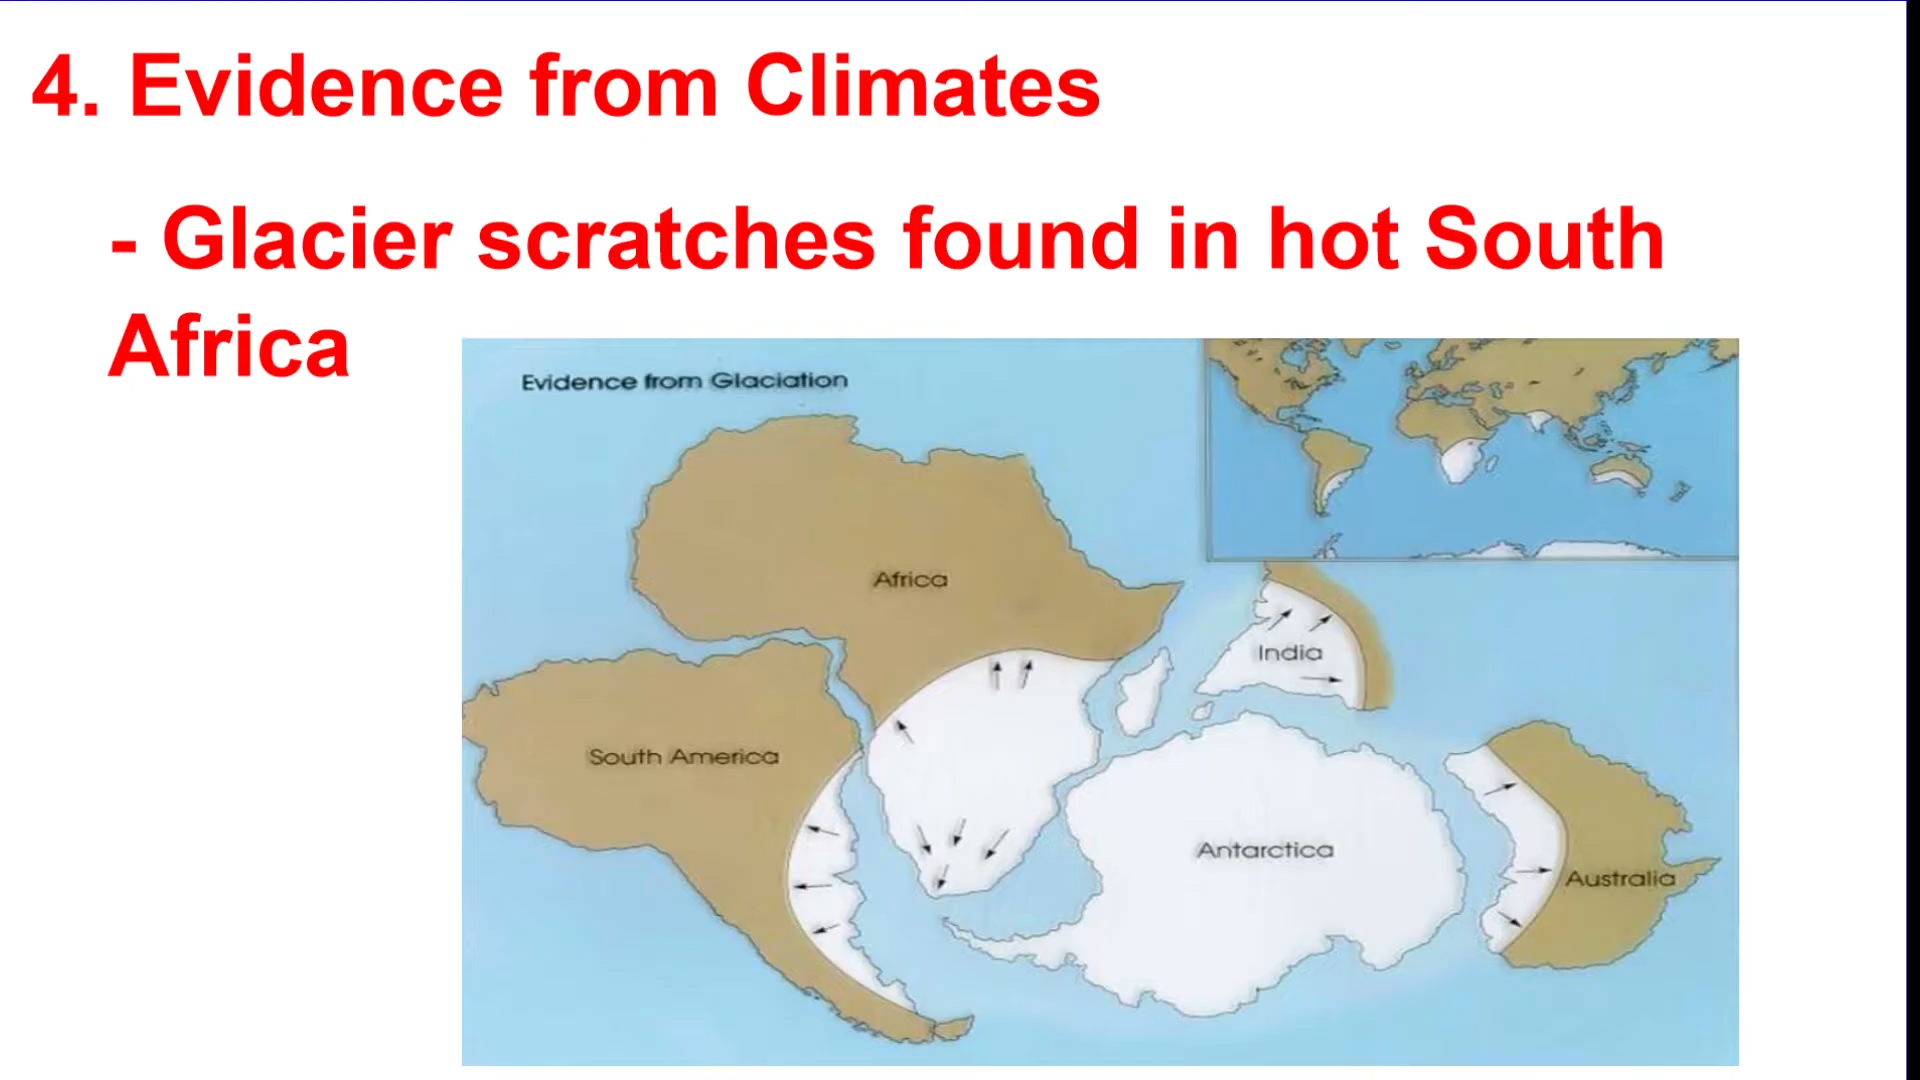 4. Evidence from Climates
- Glacier scratches found in hot South
Africa
Evidence from Glaciation
Africa
India
South America
Antarctica
Australia